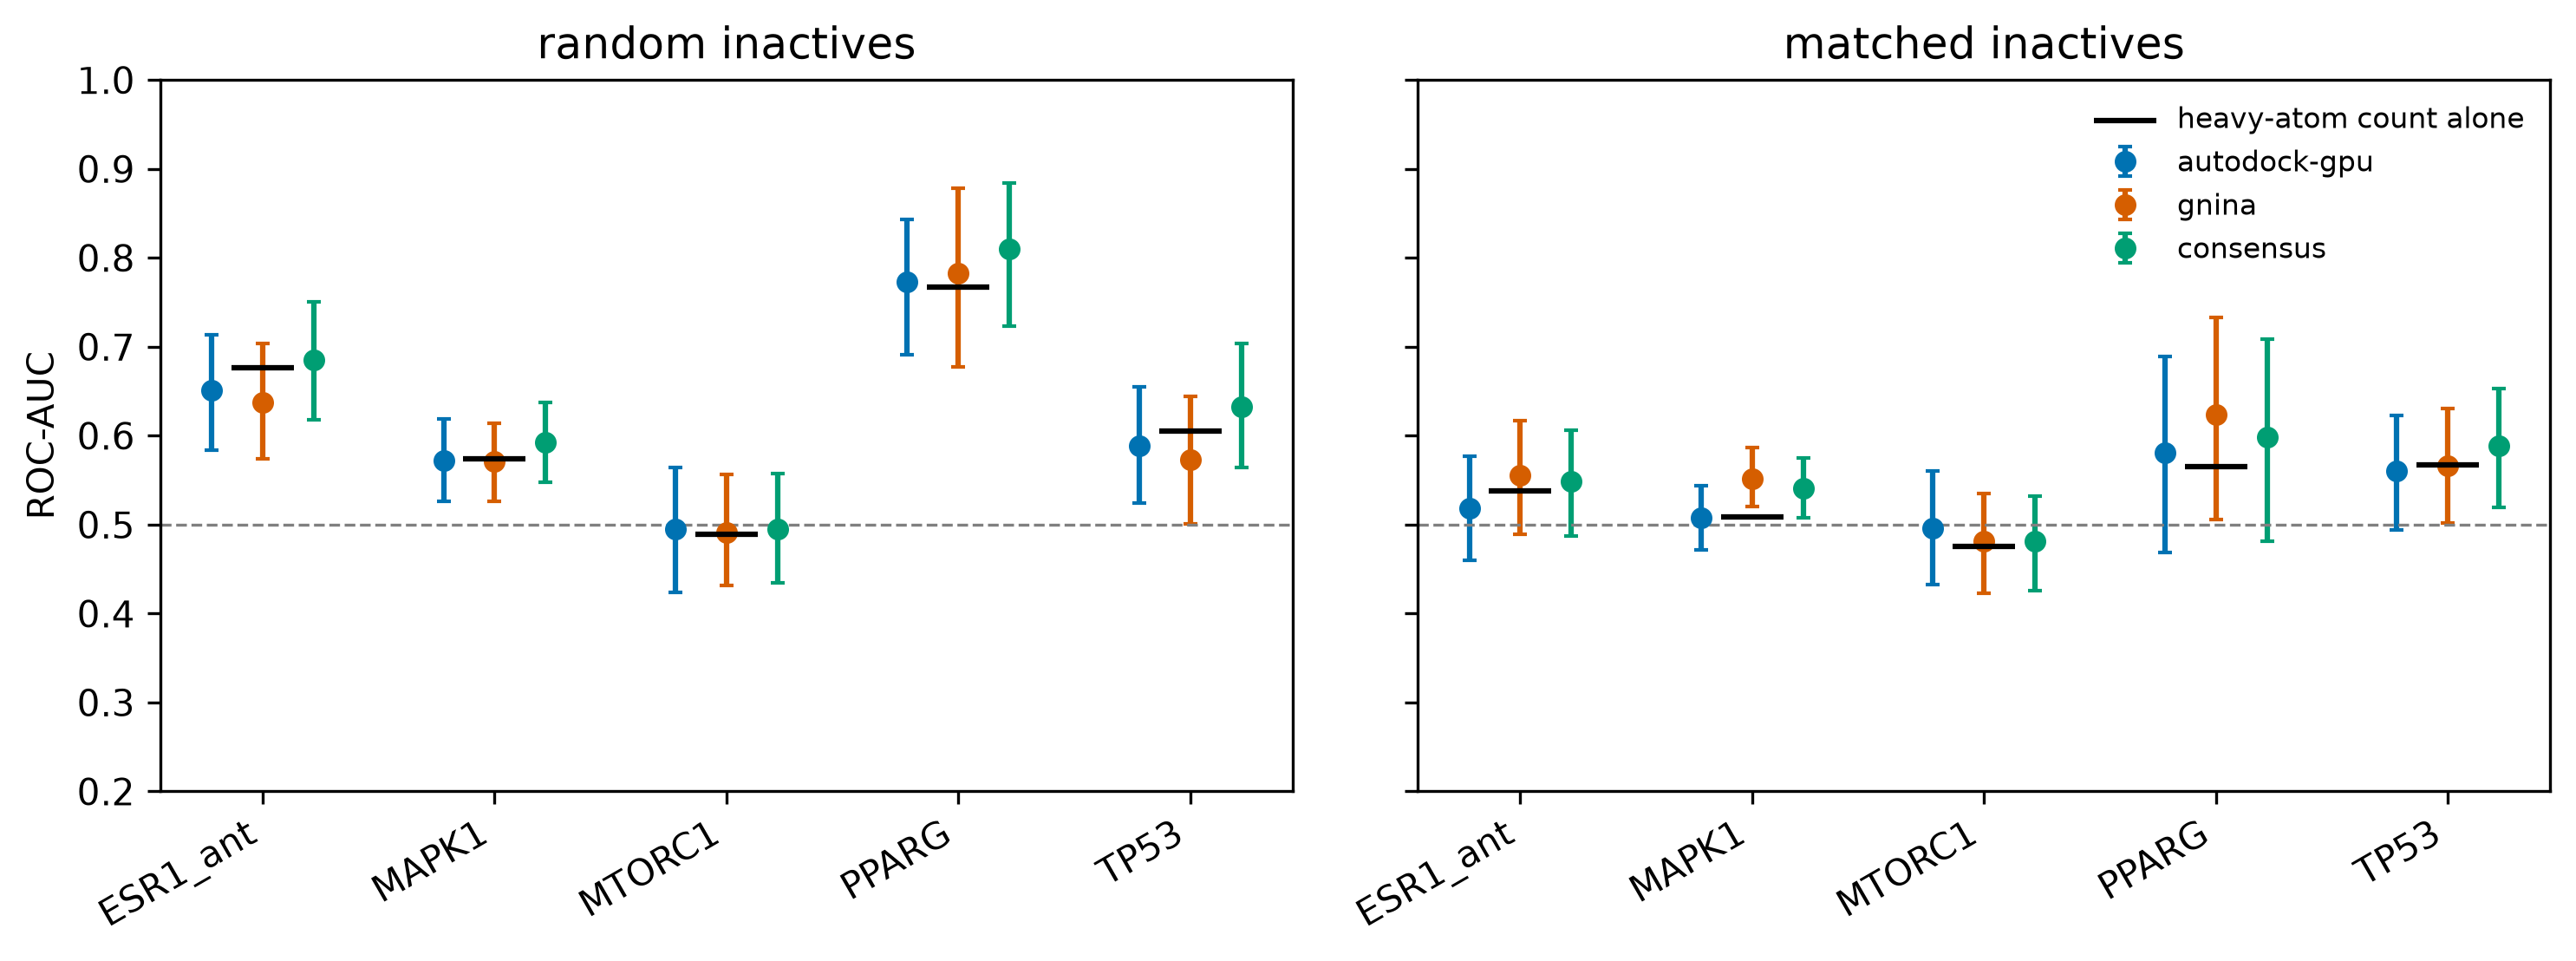 random inactives
matched inactives
ROC-AUC
1.0
0.9
0.8
0.7
0.6
0.5
0.4
0.3
0.2
heavy-atom count alone
autodock-gpu
gnina
consensus
ESR1_ant
MAPK1
MTORC1
PPARG
TP53
ESR1_ant
MAPK1
MTORC1
PPARG
TP53